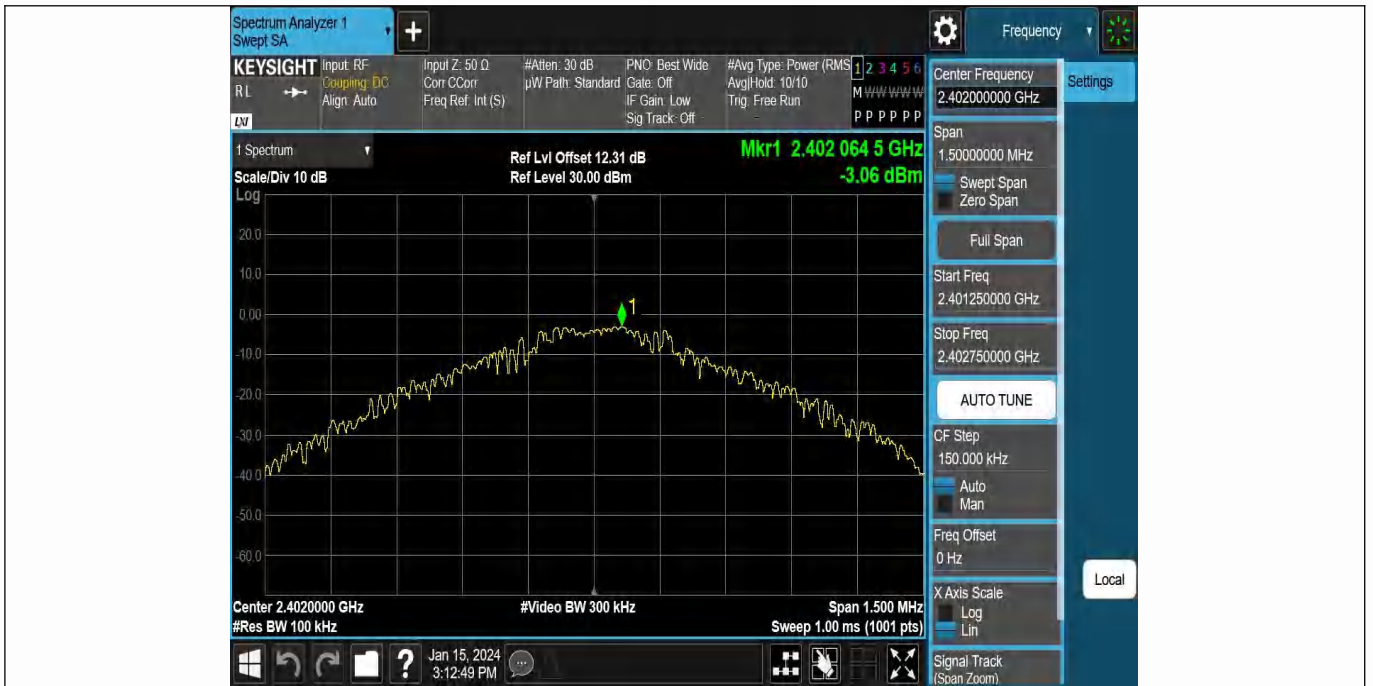 Spectrum Analyzer 1
Swept SA
+
Frequency
KEYSIGHT
RL
LXI
Input: RF
Coupling: DC
Align: Auto
Input Z: 50 Ω
Corr CCorr
Freq Ref: Int (S)
#Atten: 30 dB
µW Path: Standard
PNO: Best Wide
Gate: Off
IF Gain: Low
Sig Track: Off
#Avg Type: Power (RMS
Avg|Hold: 10/10
Trig: Free Run
1 2 3 4 5 6
M W W W W W
P P P P P P
1 Spectrum
Scale/Div 10 dB
Ref Lvl Offset 12.31 dB
Ref Level 30.00 dBm
Mkr1 2.402 064 5 GHz
-3.06 dBm
Log
20.0
10.0
0.00
-10.0
-20.0
-30.0
-40.0
-50.0
-60.0
1
Center 2.4020000 GHz
#Res BW 100 kHz
#Video BW 300 kHz
Span 1.500 MHz
Sweep 1.00 ms (1001 pts)
Center Frequency
2.402000000 GHz
Settings
Span
1.50000000 MHz
Swept Span
Zero Span
Full Span
Start Freq
2.401250000 GHz
Stop Freq
2.402750000 GHz
AUTO TUNE
CF Step
150.000 kHz
Auto
Man
Freq Offset
0 Hz
X Axis Scale
Log
Lin
Local
Signal Track
(Span Zoom)
?
Jan 15, 2024
3:12:49 PM